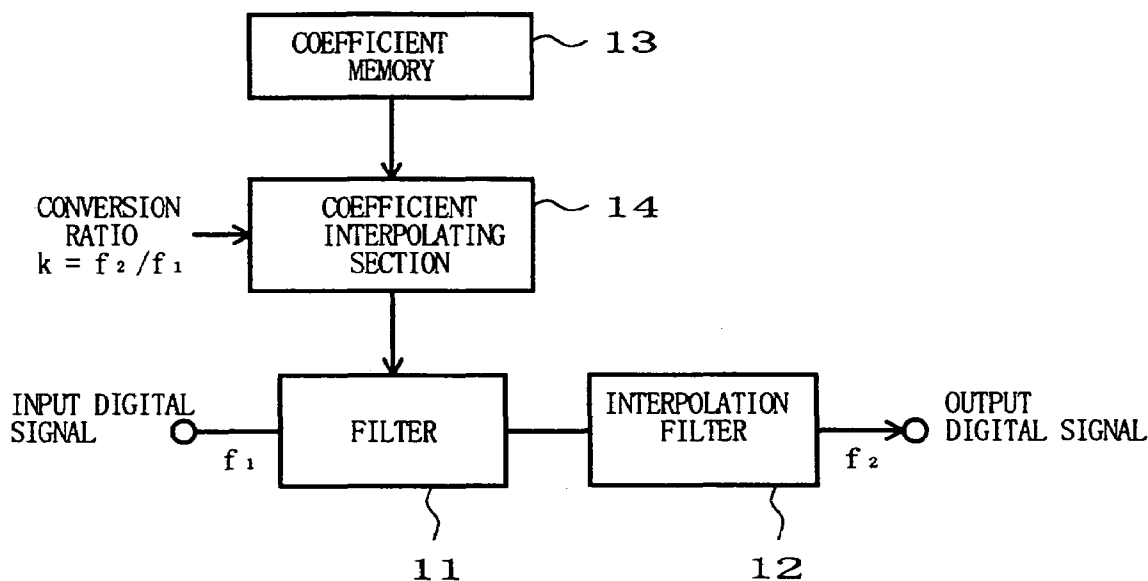 COEFFICIENT
MEMORY
13
CONVERSION
RATIO
k = f₂/f₁
COEFFICIENT
INTERPOLATING
SECTION
14
INPUT DIGITAL
SIGNAL
f₁
FILTER
INTERPOLATION
FILTER
f₂
OUTPUT
DIGITAL SIGNAL
11
12